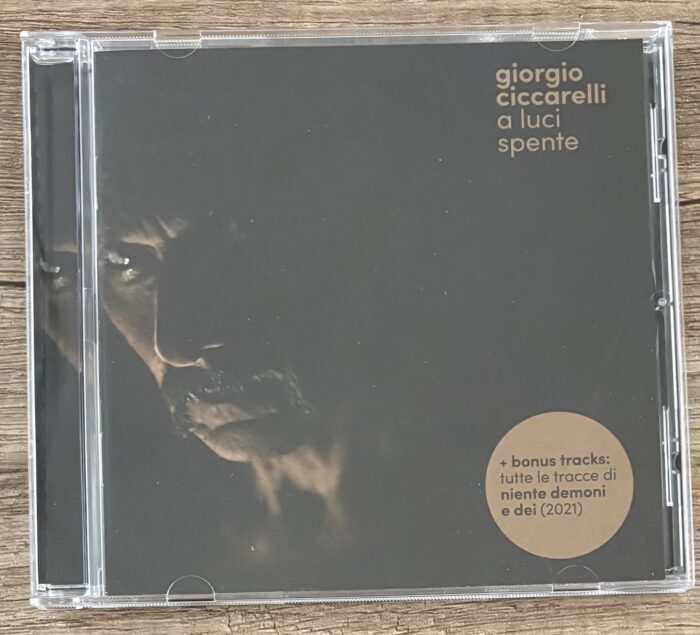 giorgio
ciccarelli
a luci
spente
+ bonus tracks:
tutte le tracce di
niente demoni
e dei (2021)